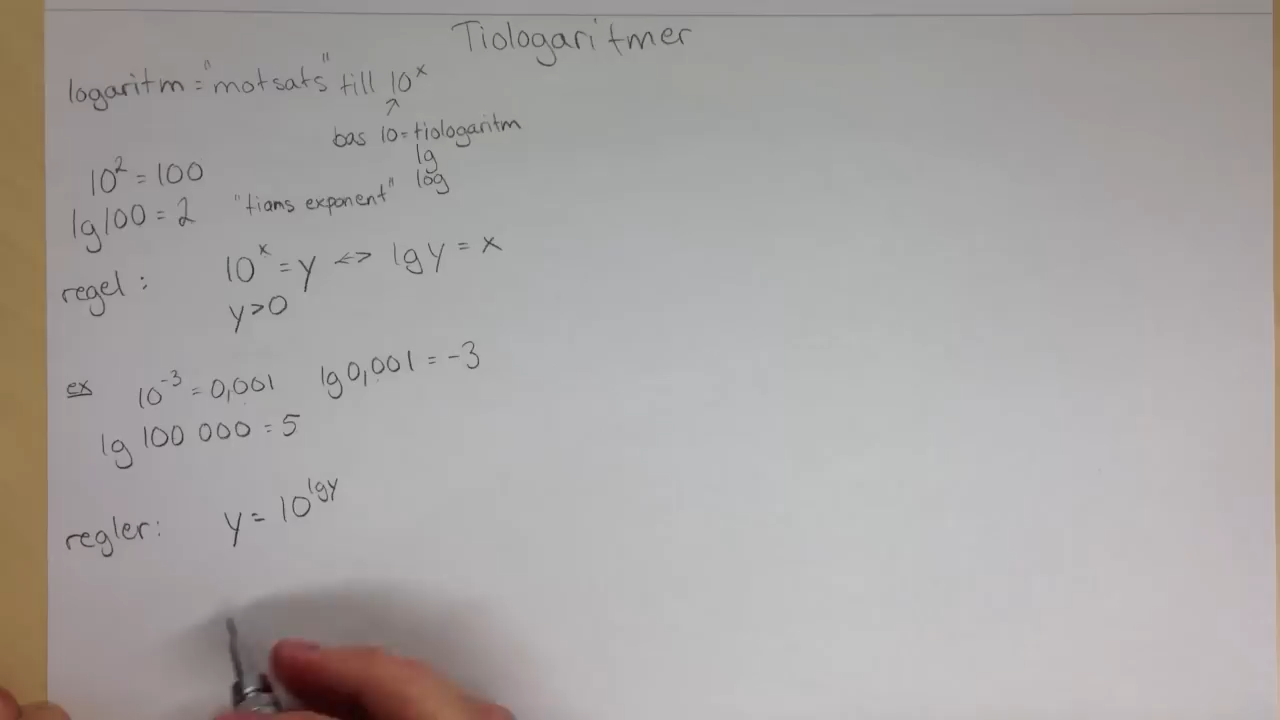 Tiologaritmer
logaritm = "motsats" till 10^x
↗
bas 10 = tiologaritm
lg
log
10^2 = 100
lg 100 = 2 "tians exponent"
regel: 10^x = y <-> lg y = x
y > 0
ex 10^-3 = 0,001 lg 0,001 = -3
lg 100 000 = 5
regler: y = 10^lgy